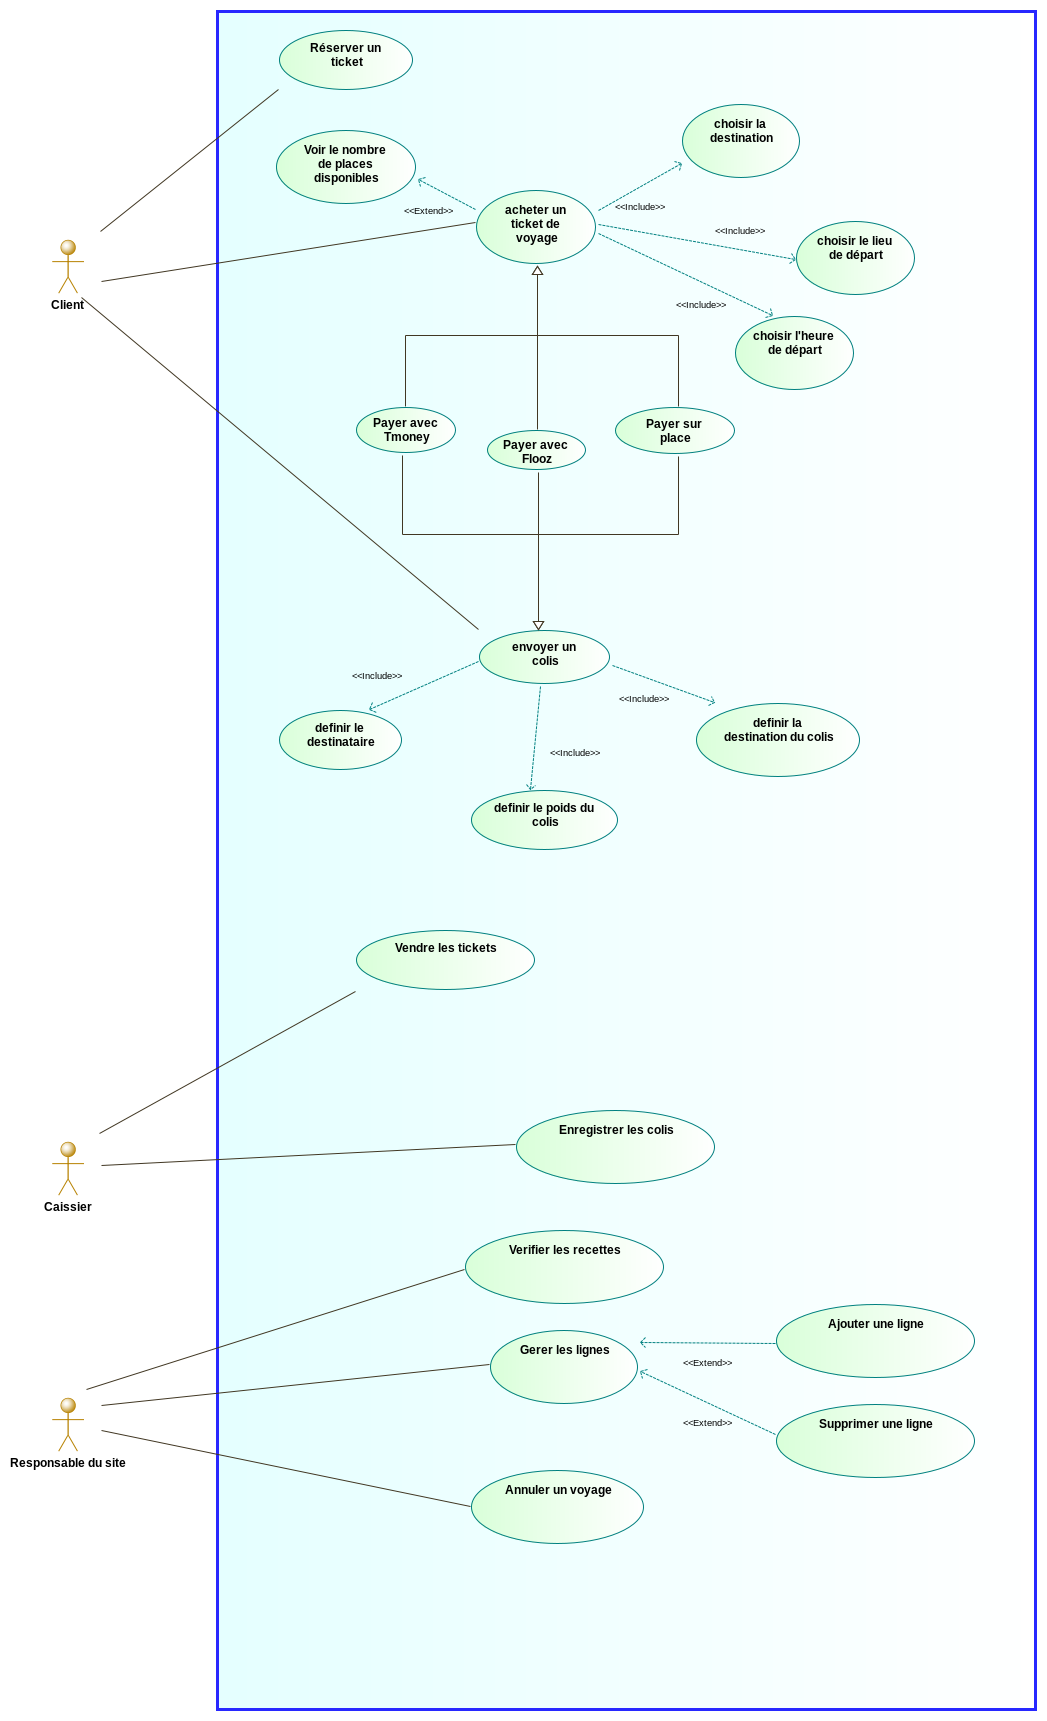 Réserver un
ticket
choisir la
destination
Voir le nombre
de places
disponibles
<<Extend>>
acheter un
ticket de
voyage
<<Include>>
<<Include>>
choisir le lieu
de départ
<<Include>>
Client
choisir l'heure
de départ
Payer avec
Tmoney
Payer avec
Flooz
Payer sur
place
envoyer un
colis
<<Include>>
<<Include>>
definir le
destinataire
<<Include>>
definir la
destination du colis
definir le poids du
colis
Vendre les tickets
Enregistrer les colis
Caissier
Verifier les recettes
Gerer les lignes
Ajouter une ligne
<<Extend>>
<<Extend>>
Supprimer une ligne
Responsable du site
Annuler un voyage